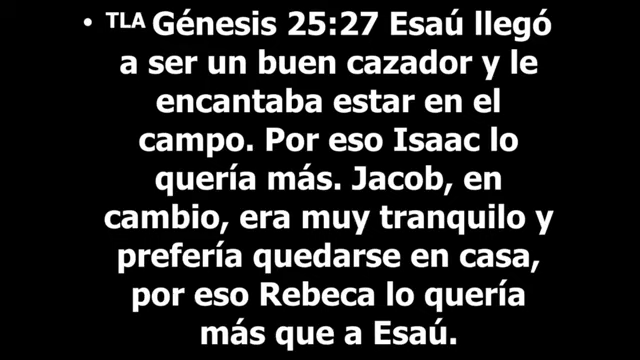 • TLA Génesis 25:27 Esaú llegó
a ser un buen cazador y le
encantaba estar en el
campo. Por eso Isaac lo
quería más. Jacob, en
cambio, era muy tranquilo y
prefería quedarse en casa,
por eso Rebeca lo quería
más que a Esaú.